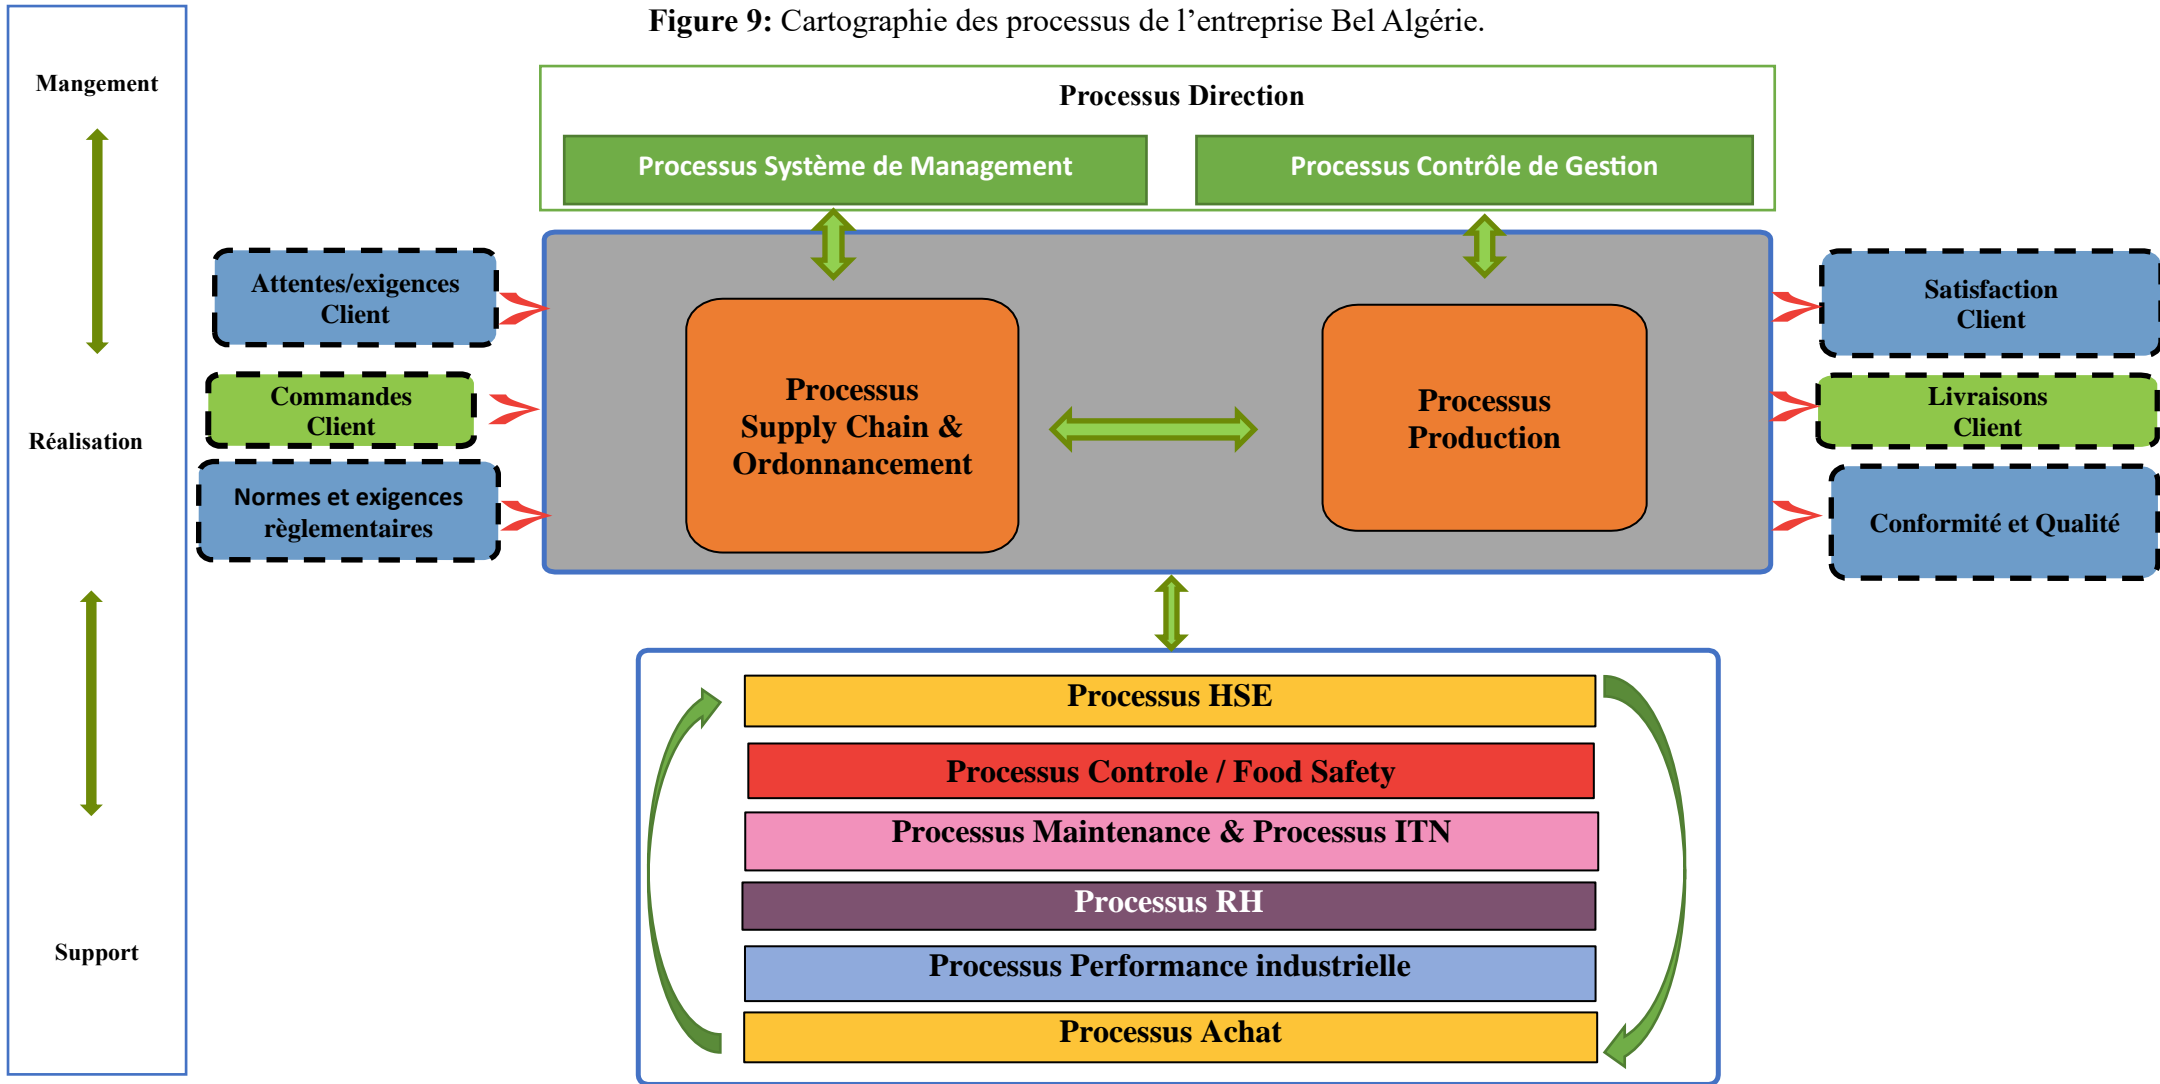 Figure 9: Cartographie des processus de l’entreprise Bel Algérie.
Mangement
Réalisation
Support
Processus Direction
Processus Système de Management
Processus Contrôle de Gestion
Attentes/exigences
Client
Commandes
Client
Normes et exigences
règlementaires
Processus
Supply Chain &
Ordonnancement
Processus
Production
Satisfaction
Client
Livraisons
Client
Conformité et Qualité
Processus HSE
Processus Controle / Food Safety
Processus Maintenance & Processus ITN
Processus RH
Processus Performance industrielle
Processus Achat